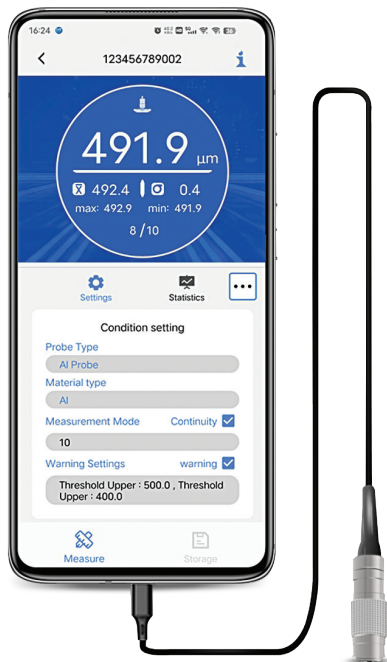 16:24
123456789002
i
491.9 μm
X 492.4 σ 0.4
max: 492.9 min: 491.9
8 /10
Settings
Statistics
Condition setting
Probe Type
AI Probe
Material type
AI
Measurement Mode Continuity
10
Warning Settings warning
Threshold Upper : 500.0 , Threshold
Upper : 400.0
Measure
Storage